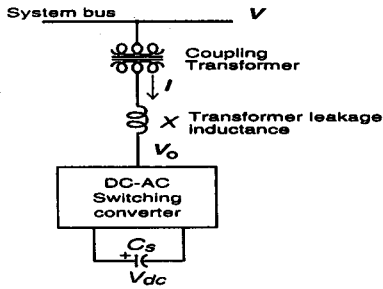 System bus V
Coupling
Transformer
I
X Transformer leakage
inductance
Vo
DC-AC
Switching
converter
Cs
+
Vdc